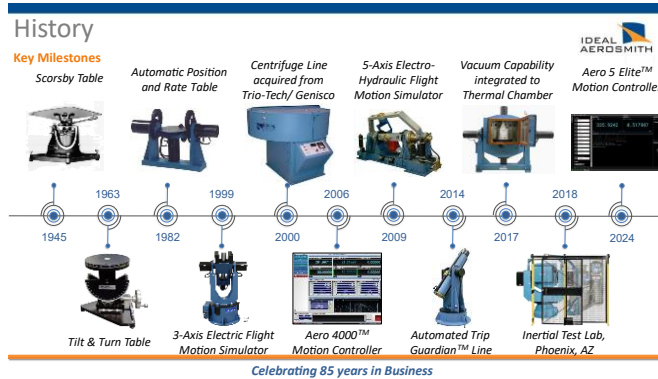 History
IDEAL
AEROSMITH
Key Milestones
Scorsby Table
Automatic Position
and Rate Table
Centrifuge Line
acquired from
Trio-Tech/ Genisco
5-Axis Electro-
Hydraulic Flight
Motion Simulator
Vacuum Capability
integrated to
Thermal Chamber
Aero 5 Elite™
Motion Controller
1963
1999
2006
2014
2018
1945
1982
2000
2009
2017
2024
Tilt & Turn Table
3-Axis Electric Flight
Motion Simulator
Aero 4000™
Motion Controller
Automated Trip
Guardian™ Line
Inertial Test Lab,
Phoenix, AZ
Celebrating 85 years in Business